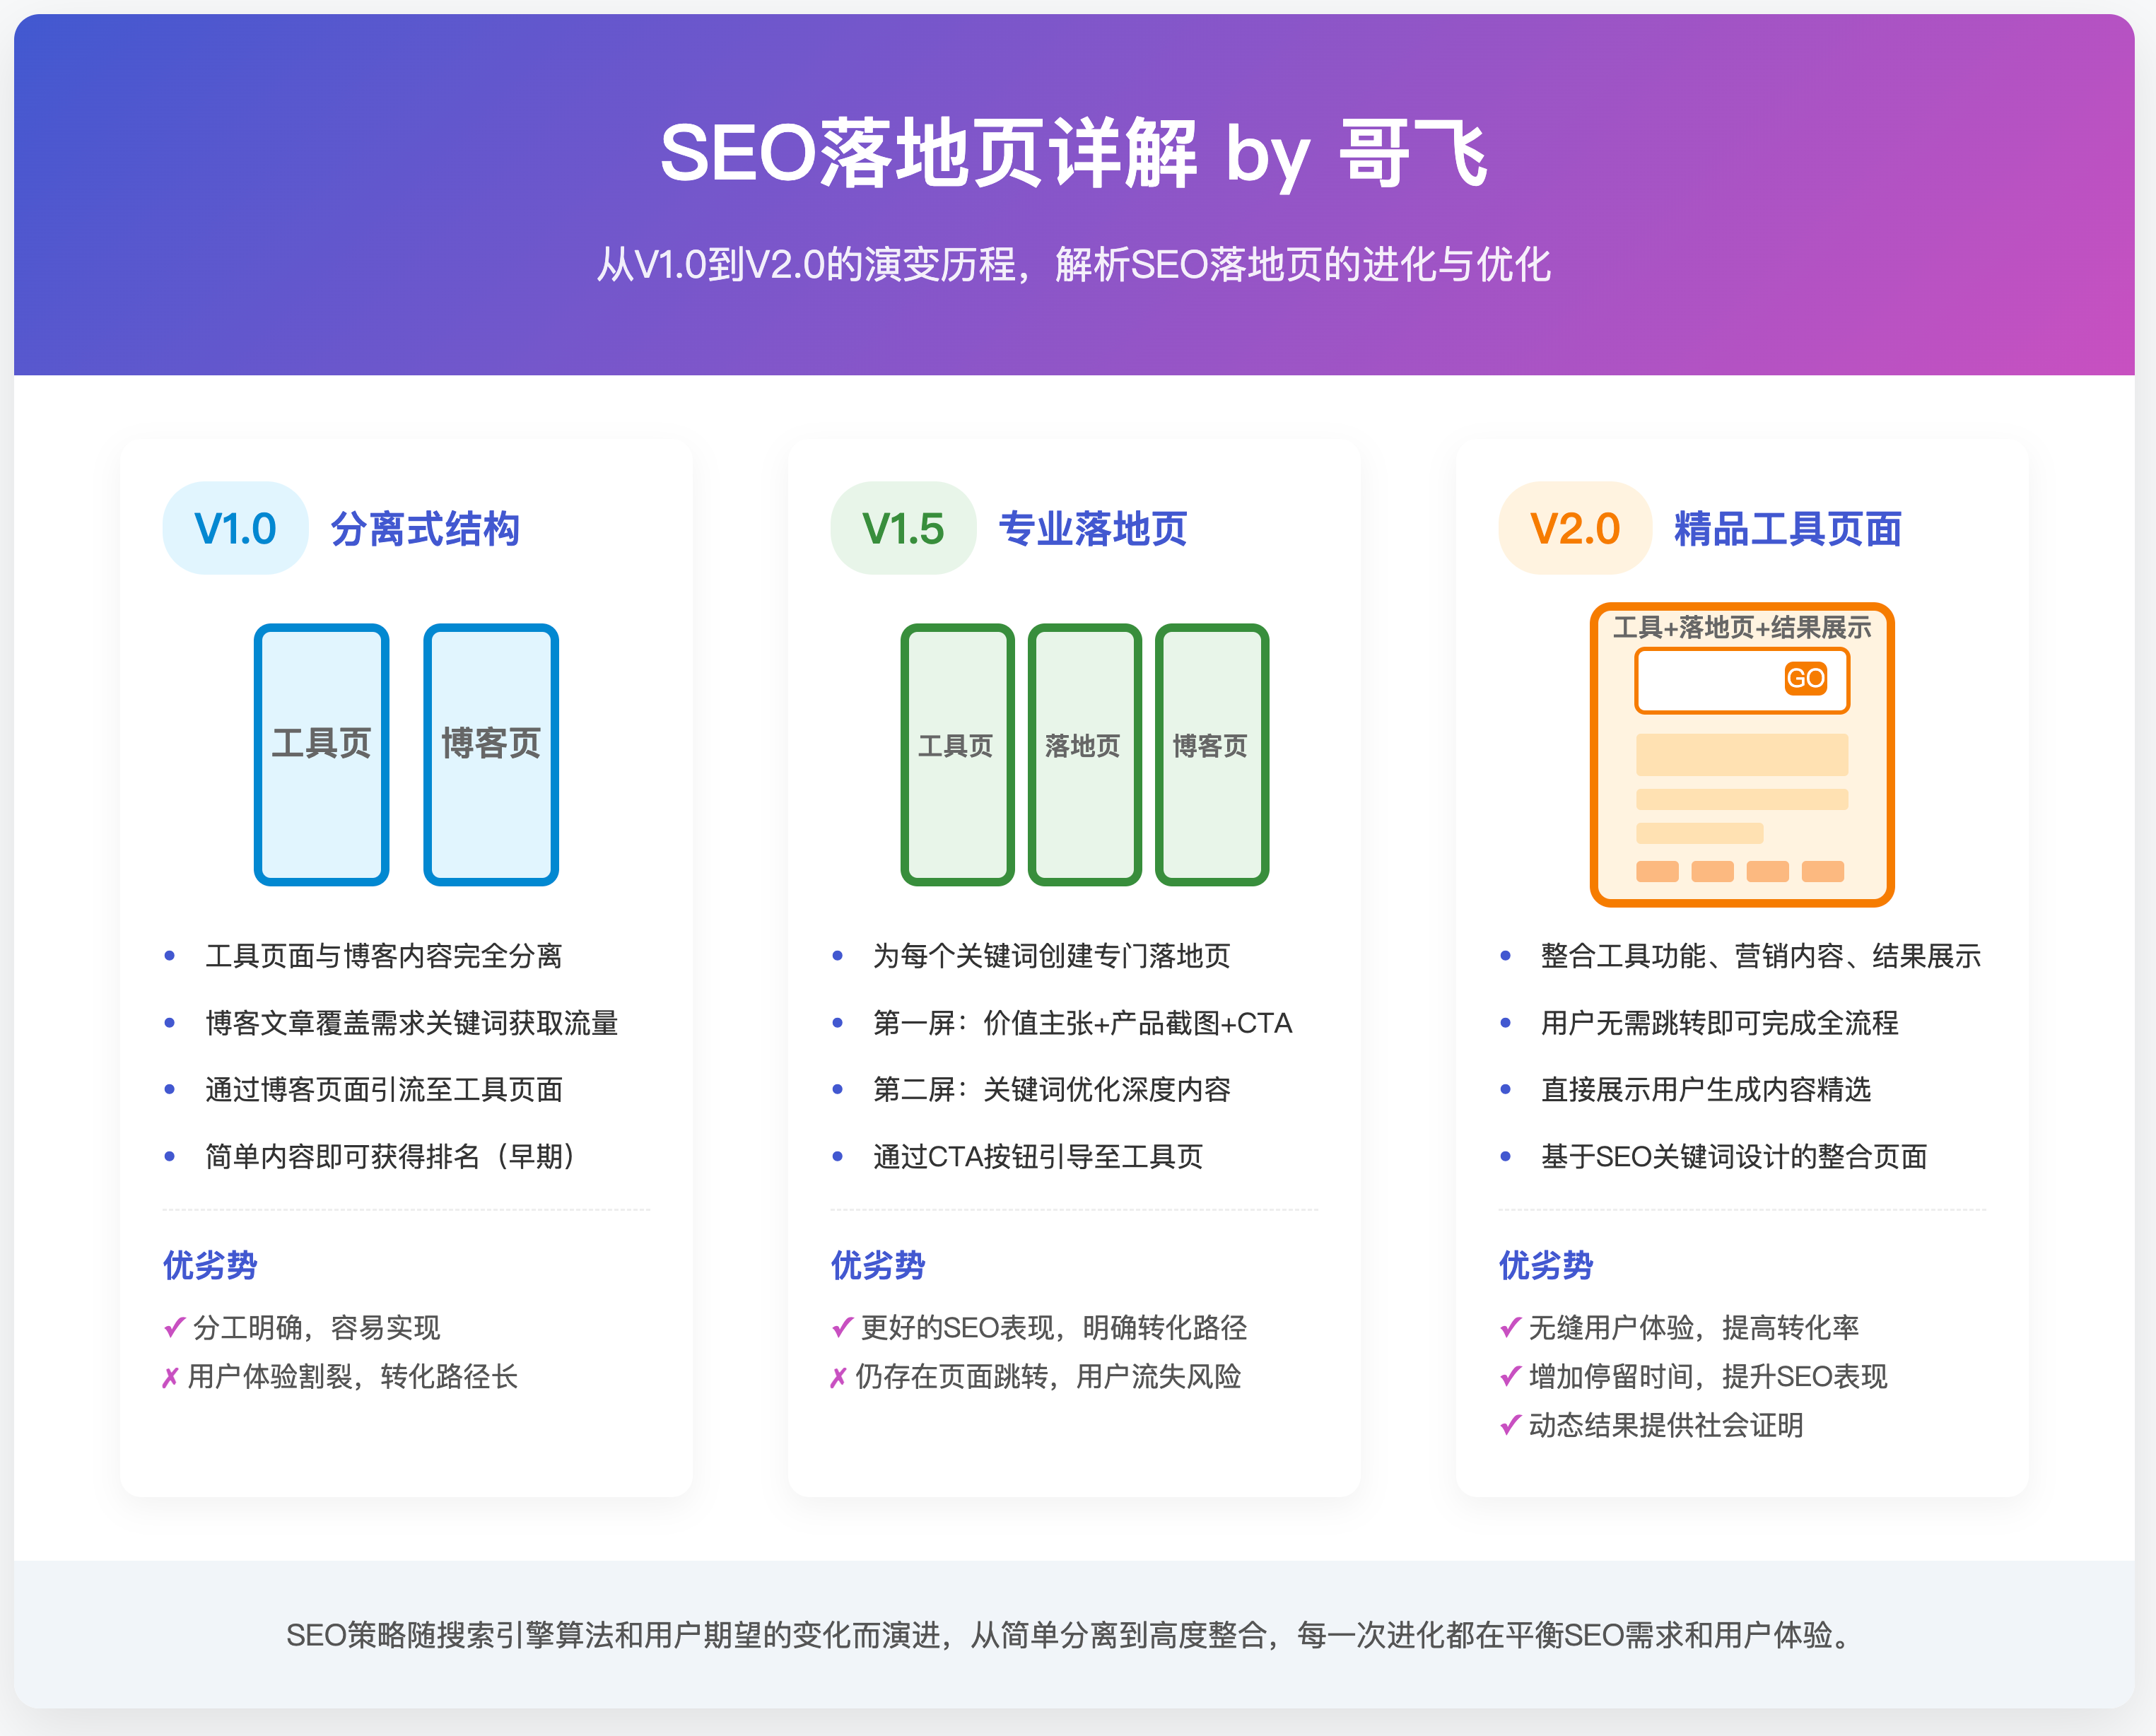 SEO落地页详解 by 哥飞
从V1.0到V2.0的演变历程，解析SEO落地页的进化与优化
V1.0 分离式结构
工具页
博客页
• 工具页面与博客内容完全分离
• 博客文章覆盖需求关键词获取流量
• 通过博客页面引流至工具页面
• 简单内容即可获得排名（早期）
优劣势
✓ 分工明确，容易实现
✗ 用户体验割裂，转化路径长
V1.5 专业落地页
工具页
落地页
博客页
• 为每个关键词创建专门落地页
• 第一屏：价值主张+产品截图+CTA
• 第二屏：关键词优化深度内容
• 通过CTA按钮引导至工具页
优劣势
✓ 更好的SEO表现，明确转化路径
✗ 仍存在页面跳转，用户流失风险
V2.0 精品工具页面
工具+落地页+结果展示
GO
• 整合工具功能、营销内容、结果展示
• 用户无需跳转即可完成全流程
• 直接展示用户生成内容精选
• 基于SEO关键词设计的整合页面
优劣势
✓ 无缝用户体验，提高转化率
✓ 增加停留时间，提升SEO表现
✓ 动态结果提供社会证明
SEO策略随搜索引擎算法和用户期望的变化而演进，从简单分离到高度整合，每一次进化都在平衡SEO需求和用户体验。